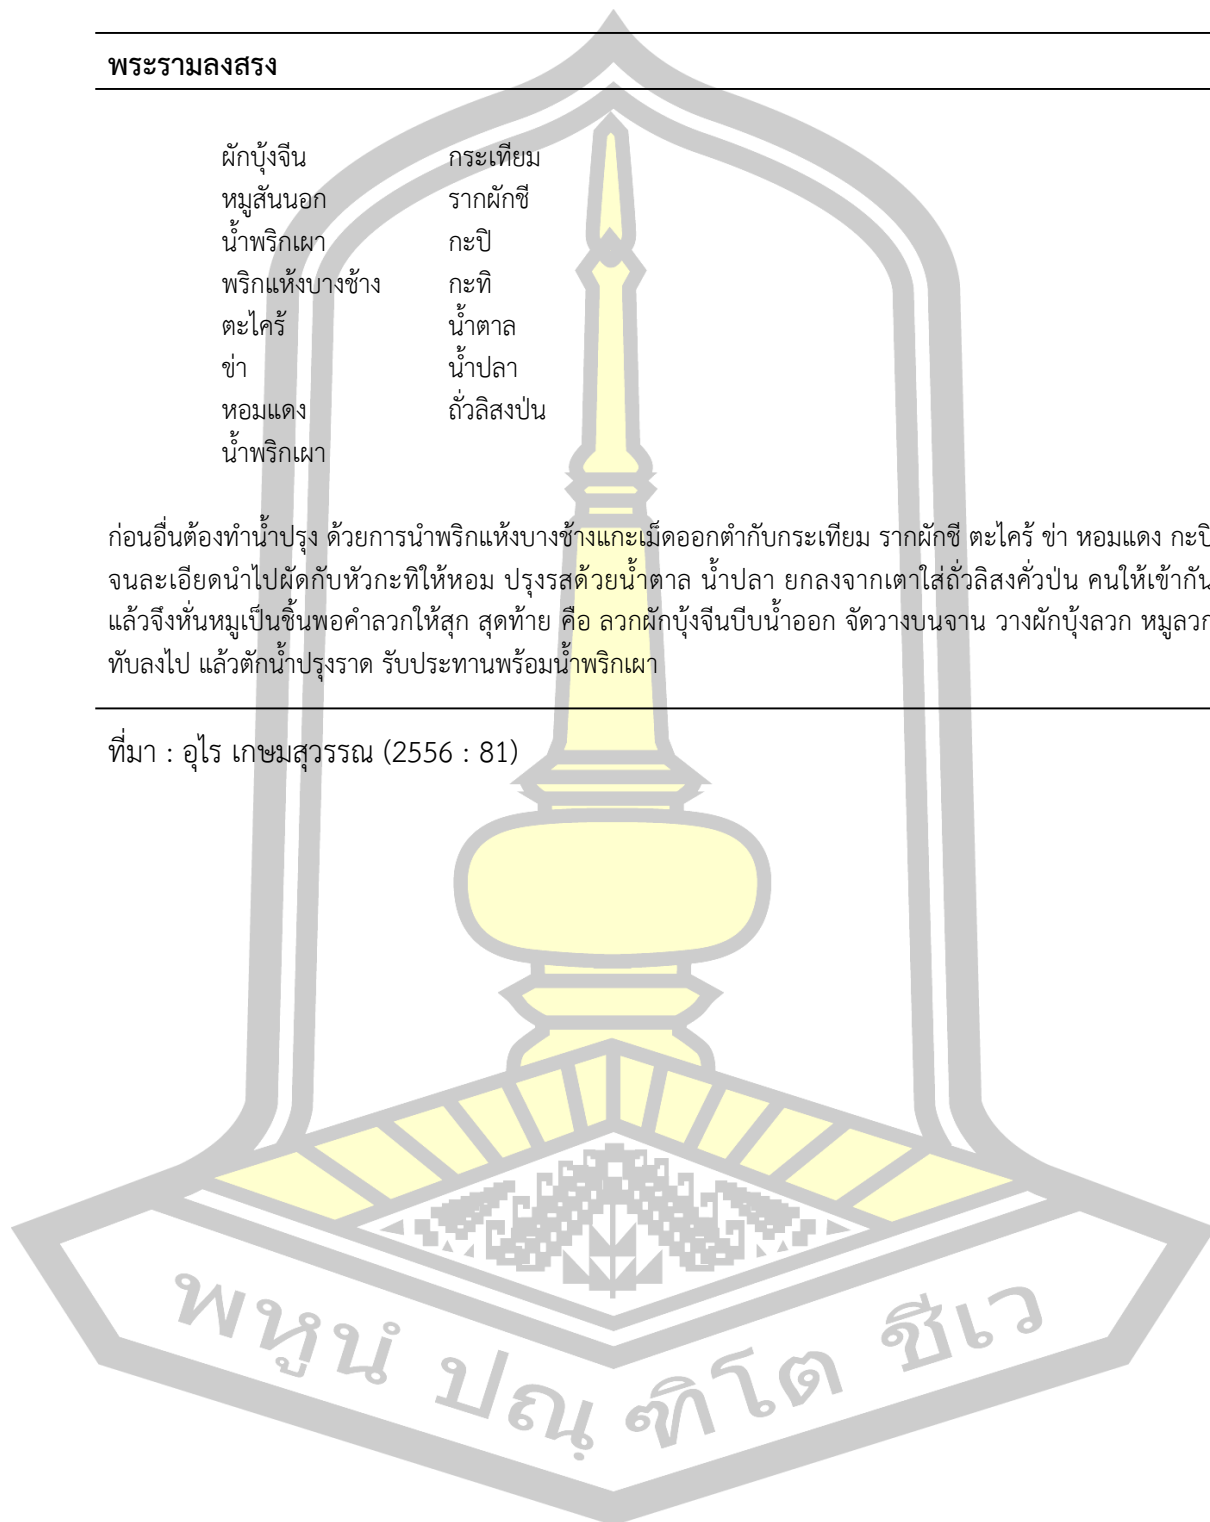 พระรามลงสรง
ผักบุ้งจีน กระเทียม
หมูสันนอก รากผักชี
น้ำพริกเผา กะปิ
พริกแห้งบางช้าง กะทิ
ตะไคร้ น้ำตาล
ข่า น้ำปลา
หอมแดง ถั่วลิสงป่น
น้ำพริกเผา
ก่อนอื่นต้องทำน้ำปรุง ด้วยการนำพริกแห้งบางช้างแกะเม็ดออกตำกับกระเทียม รากผักชี ตะไคร้ ข่า หอมแดง กะปิ
จนละเอียดนำไปผัดกับหัวกะทิให้หอม ปรุงรสด้วยน้ำตาล น้ำปลา ยกลงจากเตาใส่ถั่วลิสงคั่วป่น คนให้เข้ากัน
แล้วจึงหั่นหมูเป็นชิ้นพอคำลวกให้สุก สุดท้าย คือ ลวกผักบุ้งจีนบีบน้ำออก จัดวางบนจาน วางผักบุ้งลวก หมูลวก
ทับลงไป แล้วตักน้ำปรุงราด รับประทานพร้อมน้ำพริกเผา
ที่มา : อุไร เกษมสุวรรณ (2556 : 81)
พหูนํ ปณฺฑิโต ชีเว